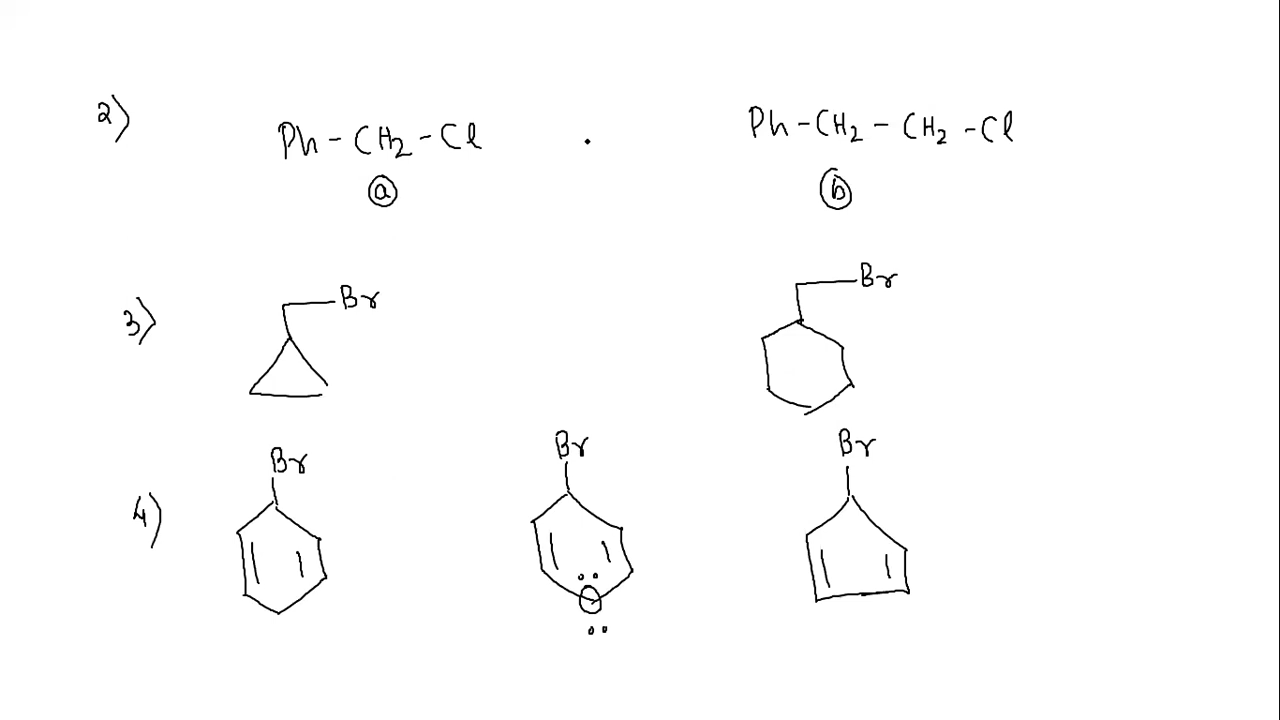 2) Ph-CH2-Cl Ph-CH2-CH2-Cl
a b
3) Br Br
4) Br Br Br
O